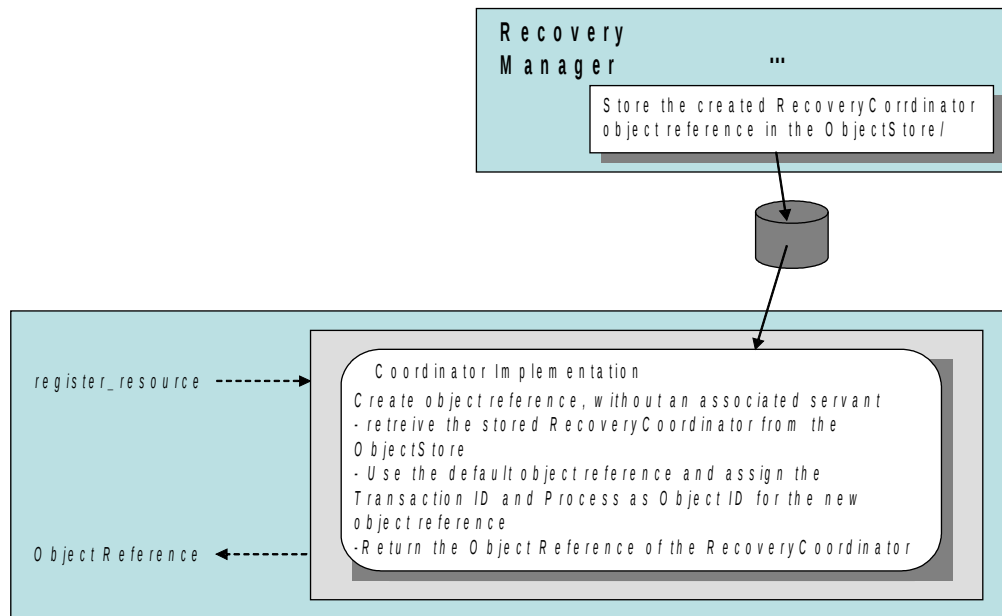 Recovery
Manager
...
Store the created RecoveryCorrdinator
object reference in the ObjectStore/
Coordinator Implementation
register_resource
Create object reference, without an associated servant
- retreive the stored RecoveryCoordinator from the
ObjectStore
- Use the default object reference and assign the
Transaction ID and Process as Object ID for the new
object reference
-Return the Object Reference of the RecoveryCoordinator
Object Reference